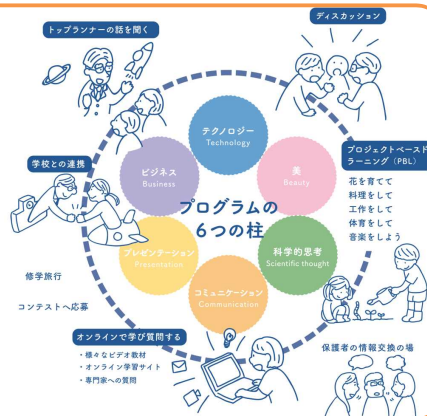 トップランナーの話を聞く
ディスカッション
テクノロジー
Technology
学校との連携
ビジネス
Business
美
Beauty
プロジェクトベースド
ラーニング（PBL）
花を育てて
料理をして
工作をして
体育をして
音楽をしよう
プログラムの
6つの柱
プレゼンテーション
Presentation
科学的思考
Scientific thought
修学旅行
コンテストへ応募
コミュニケーション
Communication
オンラインで学び質問する
・様々なビデオ教材
・オンライン学習サイト
・専門家への質問
保護者の情報交換の場